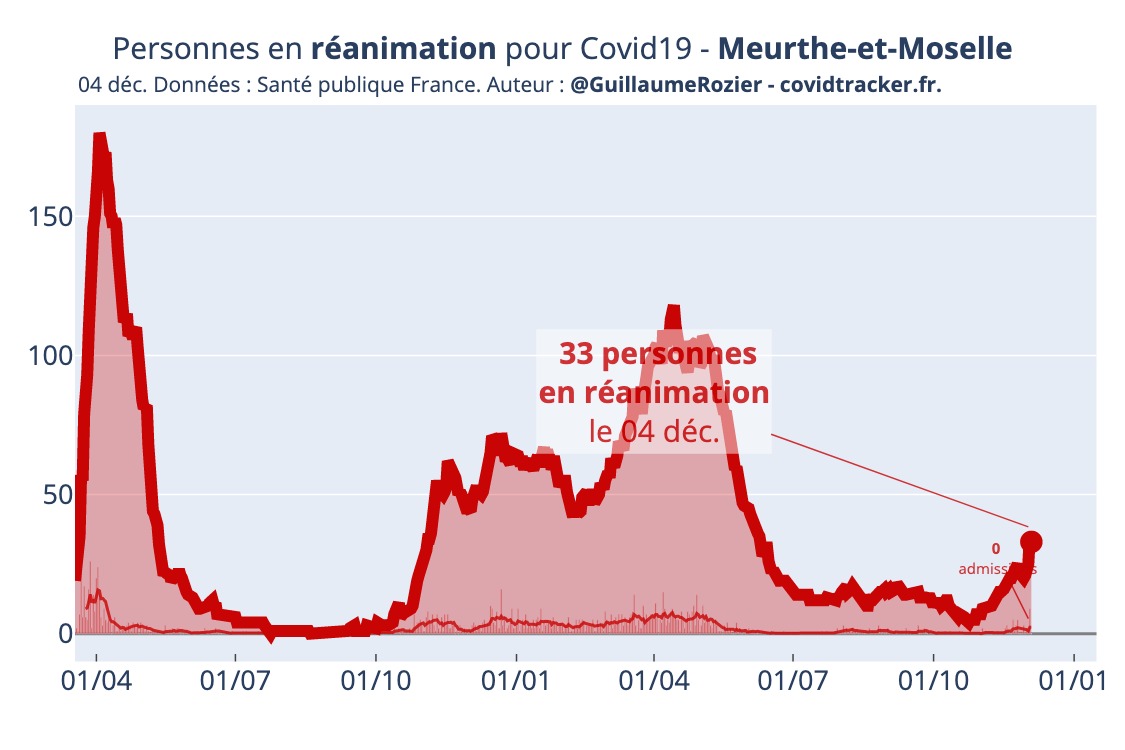 Personnes en réanimation pour Covid19 - Meurthe-et-Moselle
04 déc. Données : Santé publique France. Auteur : @GuillaumeRozier - covidtracker.fr.
150
100
50
0
33 personnes
en réanimation
le 04 déc.
0
admissions
01/04
01/07
01/10
01/01
01/04
01/07
01/10
01/01